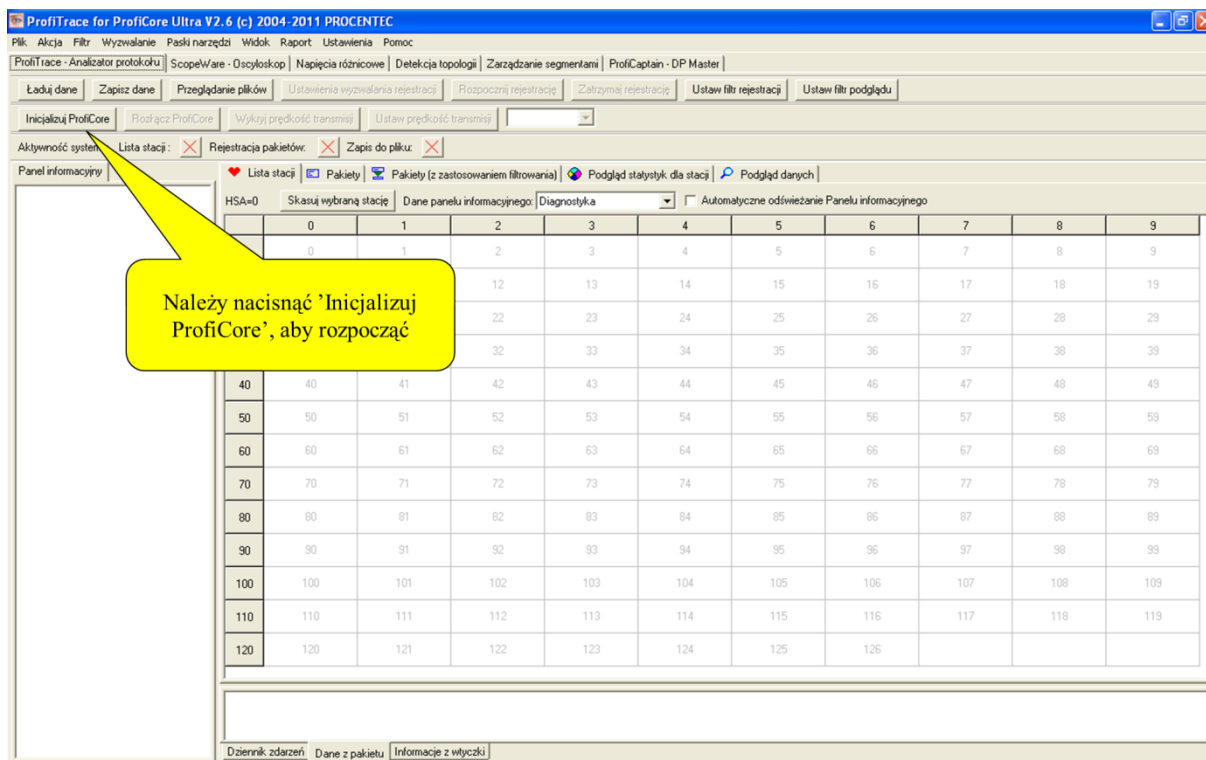 ProfiTrace for ProfiCore Ultra V2.6 (c) 2004-2011 PROCENTEC
Plik Akcja Filtr Wyzwalanie Paski narzędzi Widok Raport Ustawienia Pomoc
ProfiTrace - Analizator protokołu ScopeWare - Oscyloskop Napięcia różnicowe Detekcja topologii Zarządzanie segmentami ProfiCaptain - DP Master
Ładuj dane Zapisz dane Przeglądanie plików Ustawienia wyzwalania rejestracji Rozpocznij rejestrację Zatrzymaj rejestrację Ustaw filtr rejestracji Ustaw filtr podglądu
Inicjalizuj ProfiCore Rozłącz ProfiCore Wykryj prędkość transmisji Ustaw prędkość transmisji
Aktywność Lista stacji: Rejestracja pakietów: Zapis do pliku:
Panel informacyjny Lista stacji Pakiety Pakiety (z zastosowaniem filtrowania) Podgląd statystyk dla stacji Podgląd danych
HSA=0 Skasuj wybraną stację Dane panelu informacyjnego: Diagnostyka Automatyczne odświeżanie Panelu informacyjnego
0 1 2 3 4 5 6 7 8 9
0 1 2 3 4 5 6 7 8 9
12 13 14 15 16 17 18 19
22 23 24 25 26 27 28 29
32 33 34 35 36 37 38 39
Należy nacisnąć ’Inicjalizuj
ProfiCore’, aby rozpocząć
40 40 41 42 43 44 45 46 47 48 49
50 50 51 52 53 54 55 56 57 58 59
60 60 61 62 63 64 65 66 67 68 69
70 70 71 72 73 74 75 76 77 78 79
80 80 81 82 83 84 85 86 87 88 89
90 90 91 92 93 94 95 96 97 98 99
100 100 101 102 103 104 105 106 107 108 109
110 110 111 112 113 114 115 116 117 118 119
120 120 121 122 123 124 125 126
Dziennik zdarzeń Dane z pakietu Informacje z wtyczki